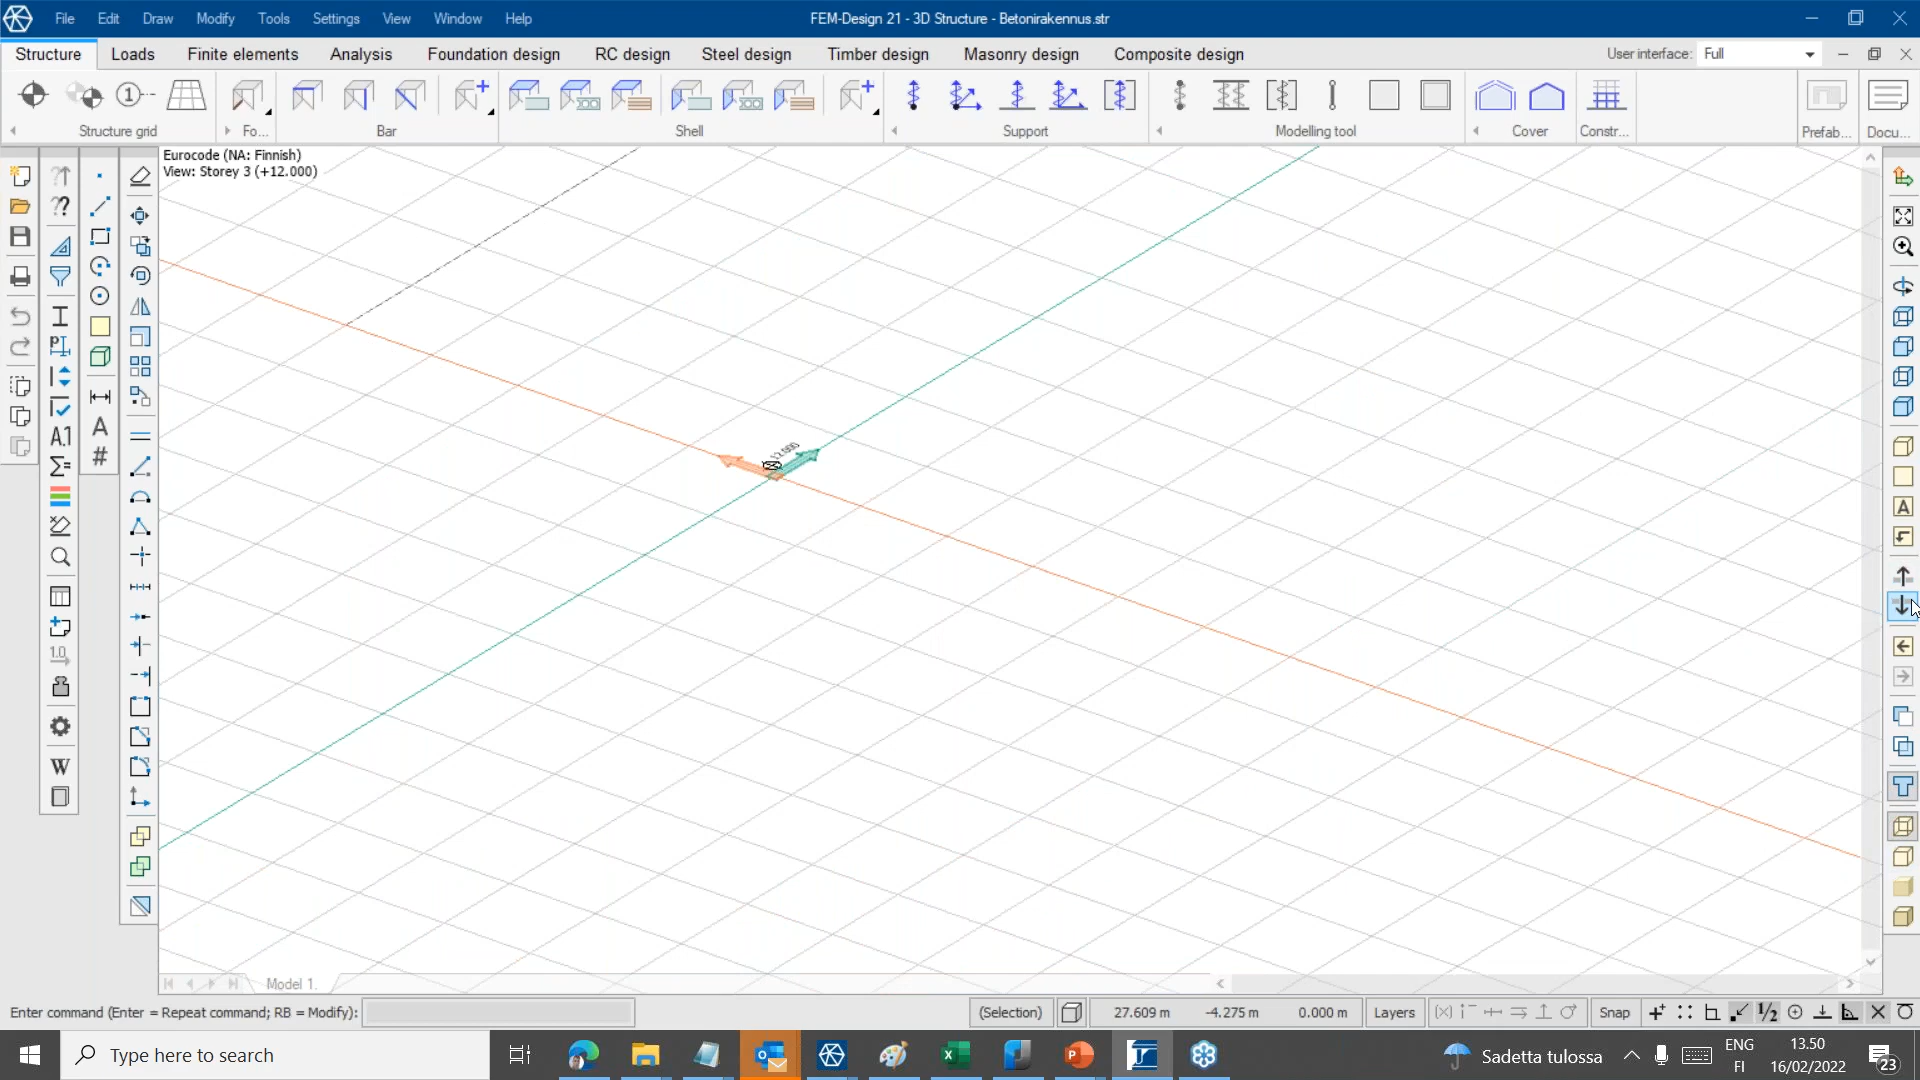 File Edit Draw Modify Tools Settings View Window Help
FEM-Design 21 - 3D Structure - Betonirakennus.str
Structure Loads Finite elements Analysis Foundation design RC design Steel design Timber design Masonry design Composite design
User interface: Full
Structure grid Fo... Bar Shell Support Modelling tool Cover Constr... Prefab... Docu...
Eurocode (NA: Finnish)
View: Storey 3 (+12.000)
12.000
Model 1.
Enter command (Enter = Repeat command; RB = Modify):
(Selection) 27.609 m -4.275 m 0.000 m Layers Snap 1/2
Type here to search
Sadetta tulossa
ENG
FI
13.50
16/02/2022
23